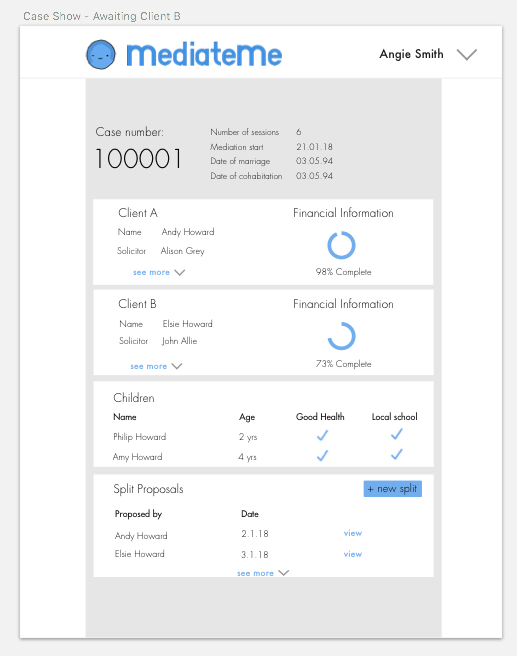 Case Show - Awaiting Client B
mediateme
Angie Smith
Case number:
100001
Number of sessions 6
Mediation start 21.01.18
Date of marriage 03.05.94
Date of cohabitation 03.05.94
Client A
Financial Information
Name Andy Howard
Solicitor Alison Grey
see more
98% Complete
Client B
Financial Information
Name Elsie Howard
Solicitor John Allie
see more
73% Complete
Children
Name Age Good Health Local school
Philip Howard 2 yrs
Amy Howard 4 yrs
Split Proposals
+ new split
Proposed by Date
Andy Howard 2.1.18 view
Elsie Howard 3.1.18 view
see more